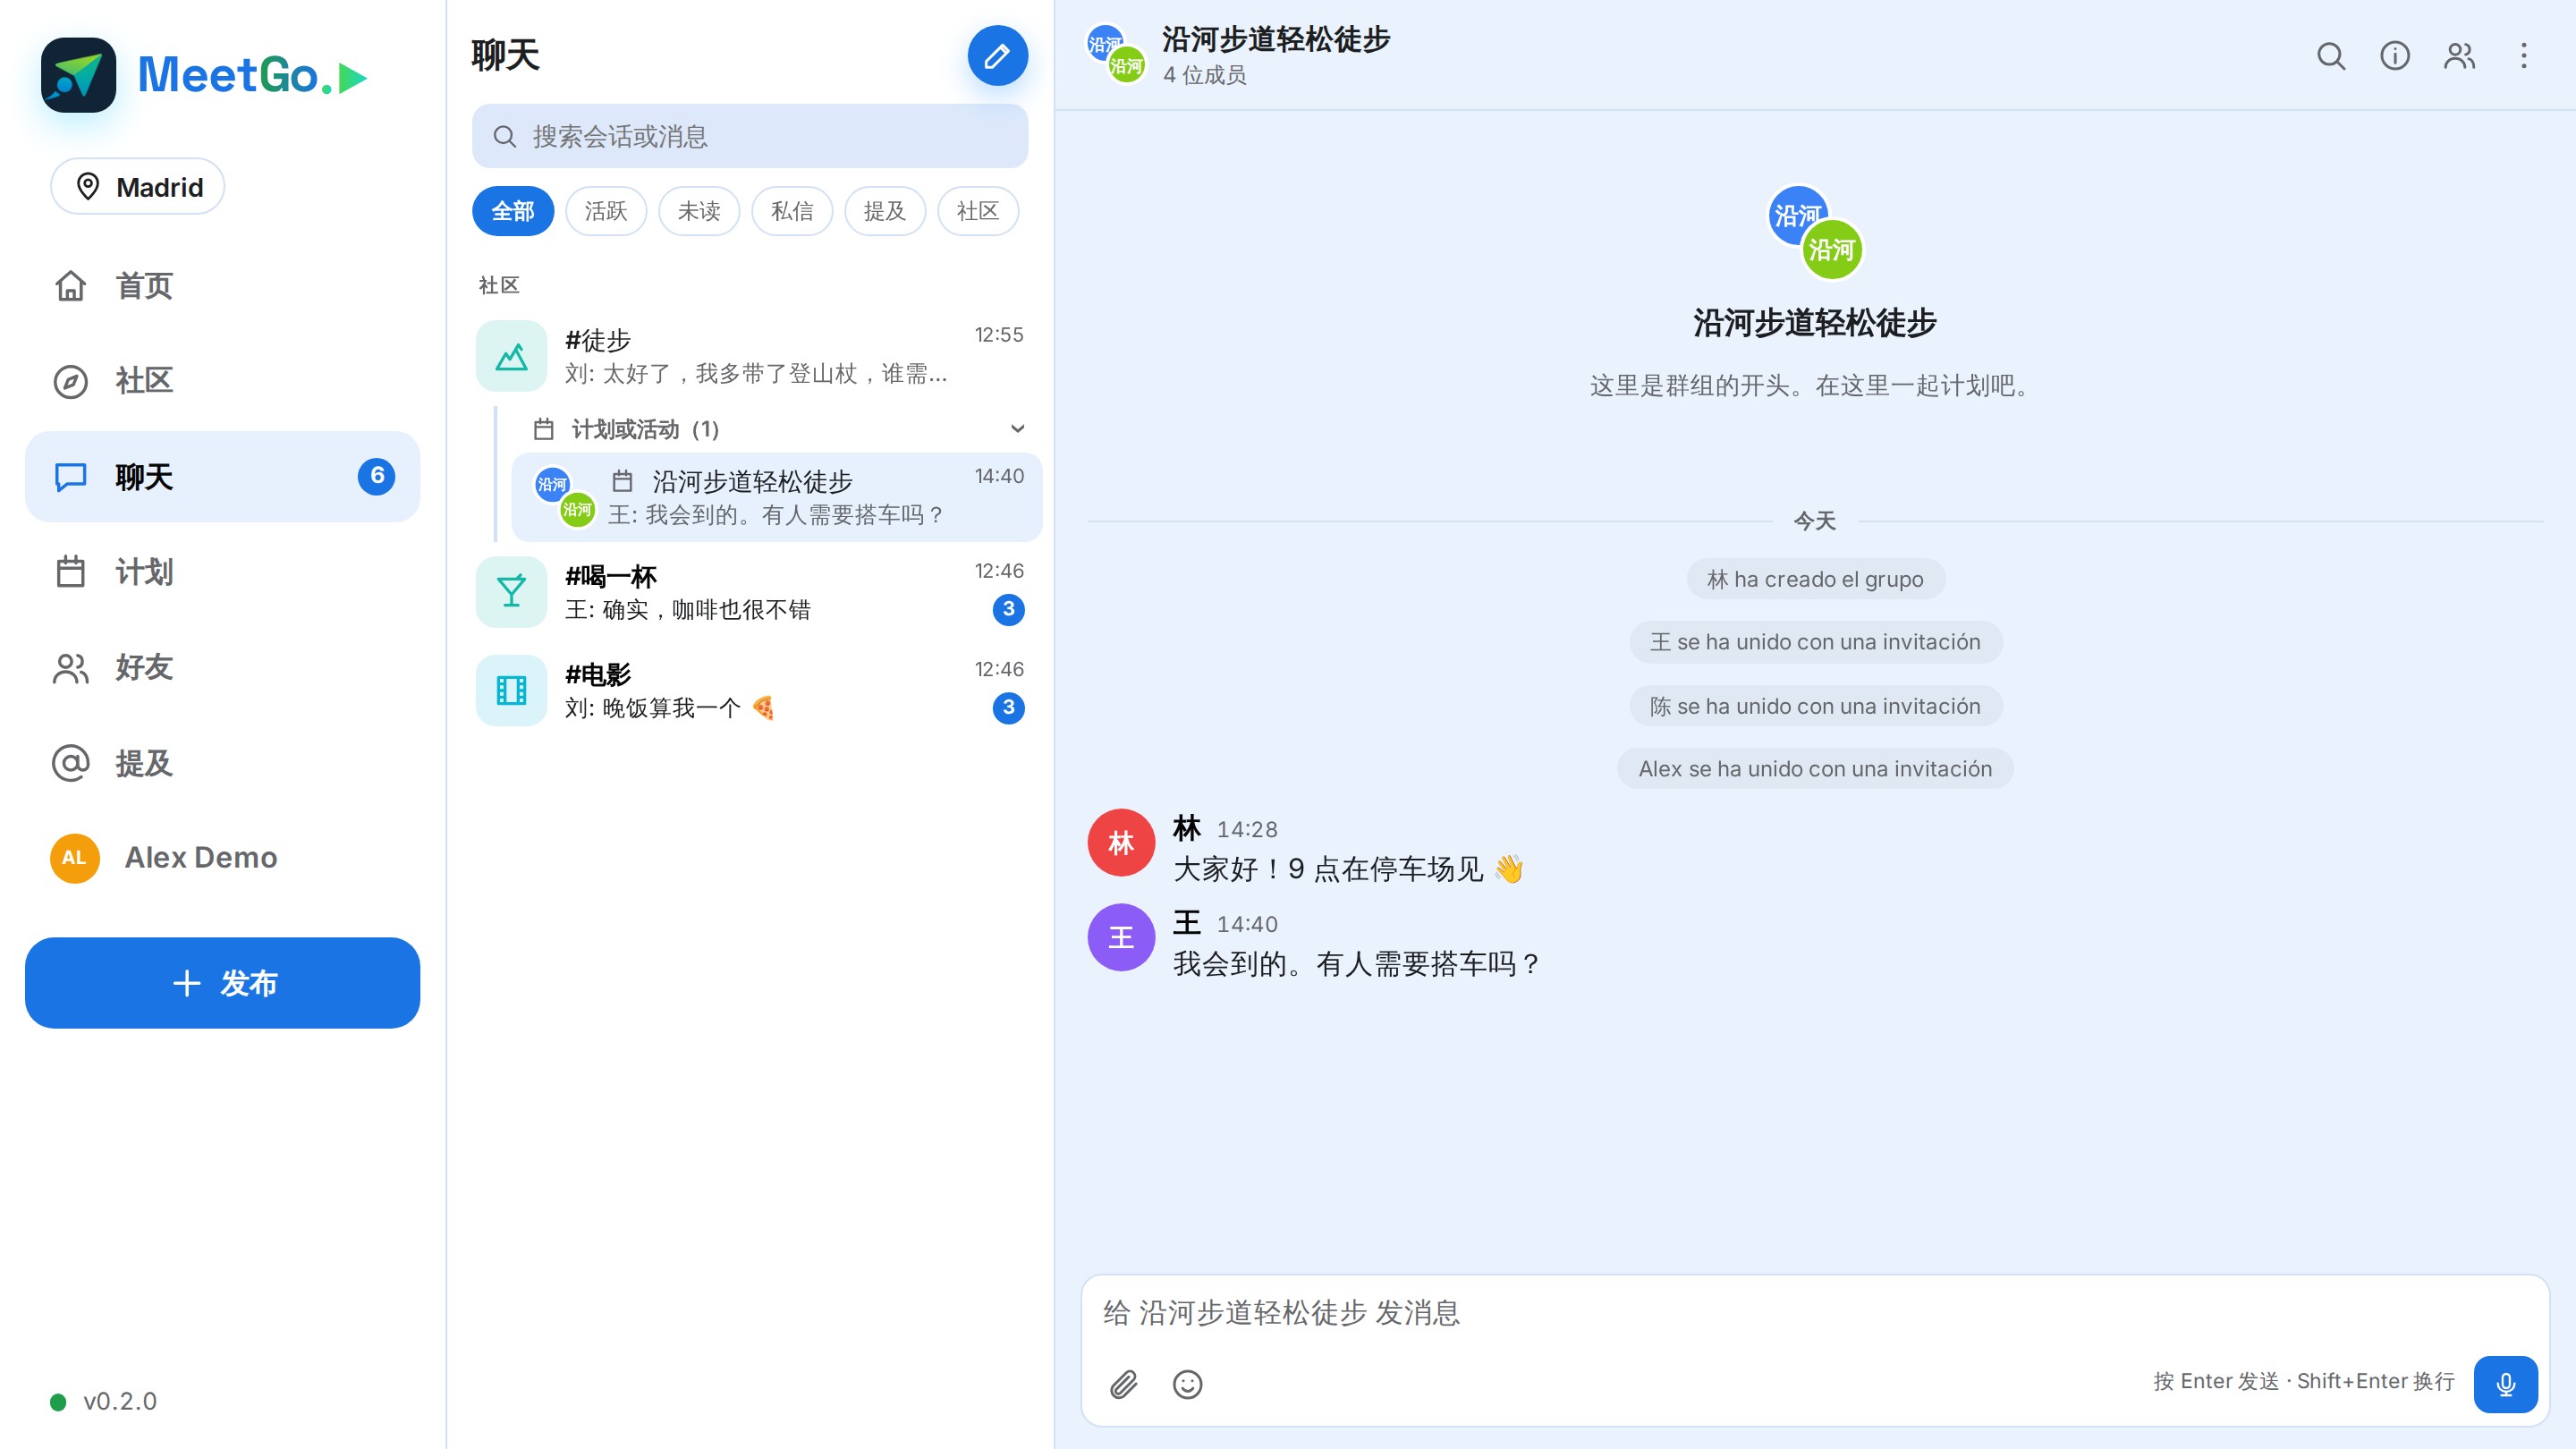 MeetGo.
Madrid
首页
社区
聊天
6
计划
好友
提及
AL
Alex Demo
发布
v0.2.0
聊天
搜索会话或消息
全部
活跃
未读
私信
提及
社区
社区
#徒步
12:55
刘: 太好了，我多带了登山杖，谁需...
计划或活动（1）
沿河
沿河
沿河步道轻松徒步
14:40
王: 我会到的。有人需要搭车吗？
#喝一杯
12:46
王: 确实，咖啡也很不错
3
#电影
12:46
刘: 晚饭算我一个 🍕
3
沿河
沿河
沿河步道轻松徒步
4 位成员
沿河
沿河
沿河步道轻松徒步
这里是群组的开头。在这里一起计划吧。
今天
林 ha creado el grupo
王 se ha unido con una invitación
陈 se ha unido con una invitación
Alex se ha unido con una invitación
林
林 14:28
大家好！9 点在停车场见 👋
王
王 14:40
我会到的。有人需要搭车吗？
给 沿河步道轻松徒步 发消息
按 Enter 发送 · Shift+Enter 换行